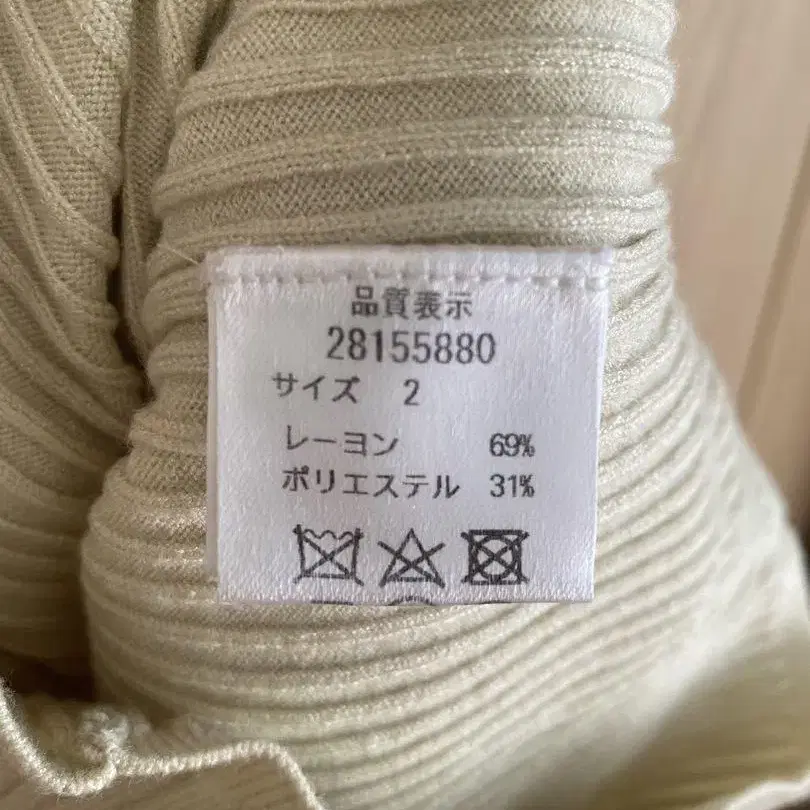 品質表示
28155880
サイズ 2
レーヨン 69%
ポリエステル 31%